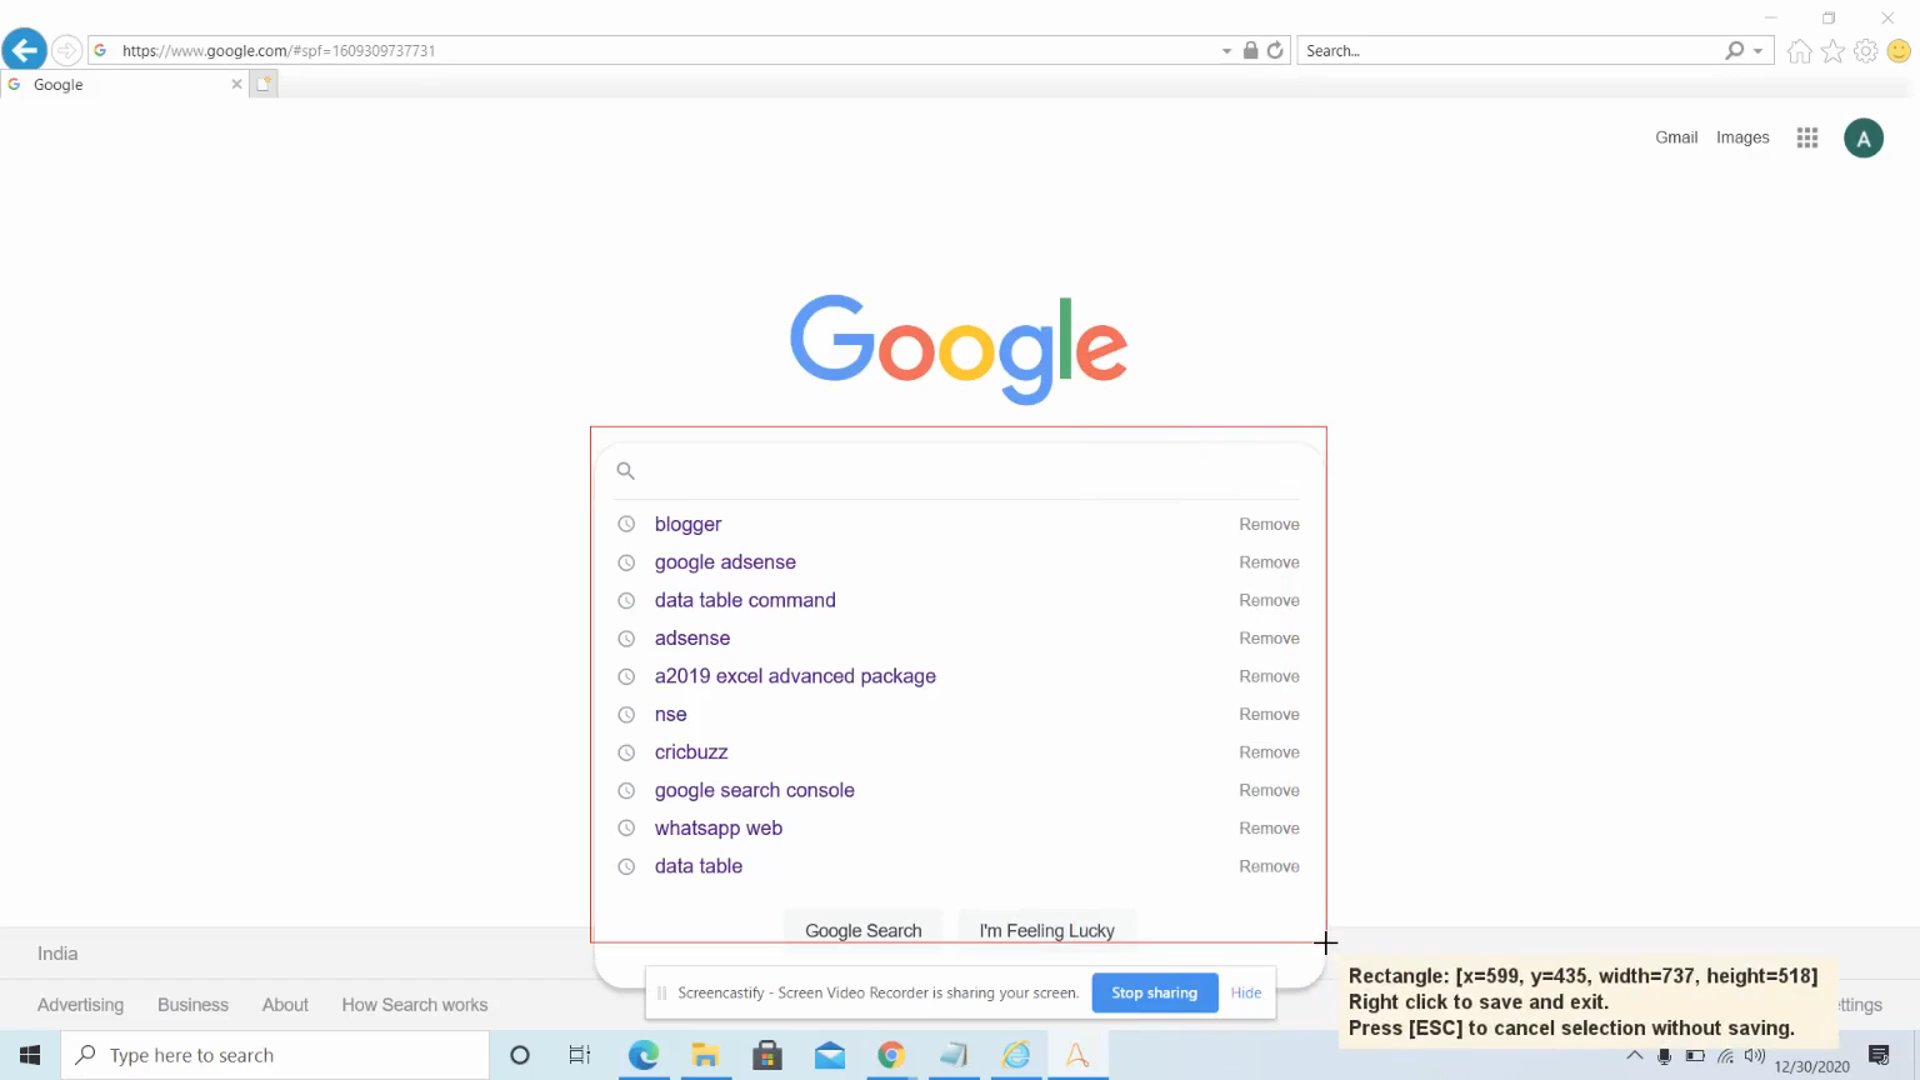 https://www.google.com/#spf=1609309737731
Search...
Google
Gmail Images
A
Google
blogger Remove
google adsense Remove
data table command Remove
adsense Remove
a2019 excel advanced package Remove
nse Remove
cricbuzz Remove
google search console Remove
whatsapp web Remove
data table Remove
Google Search I'm Feeling Lucky
India
Rectangle: [x=599, y=435, width=737, height=518]
Right click to save and exit.
Press [ESC] to cancel selection without saving.
Screencastify - Screen Video Recorder is sharing your screen. Stop sharing Hide
Advertising Business About How Search works ettings
Type here to search
12/30/2020